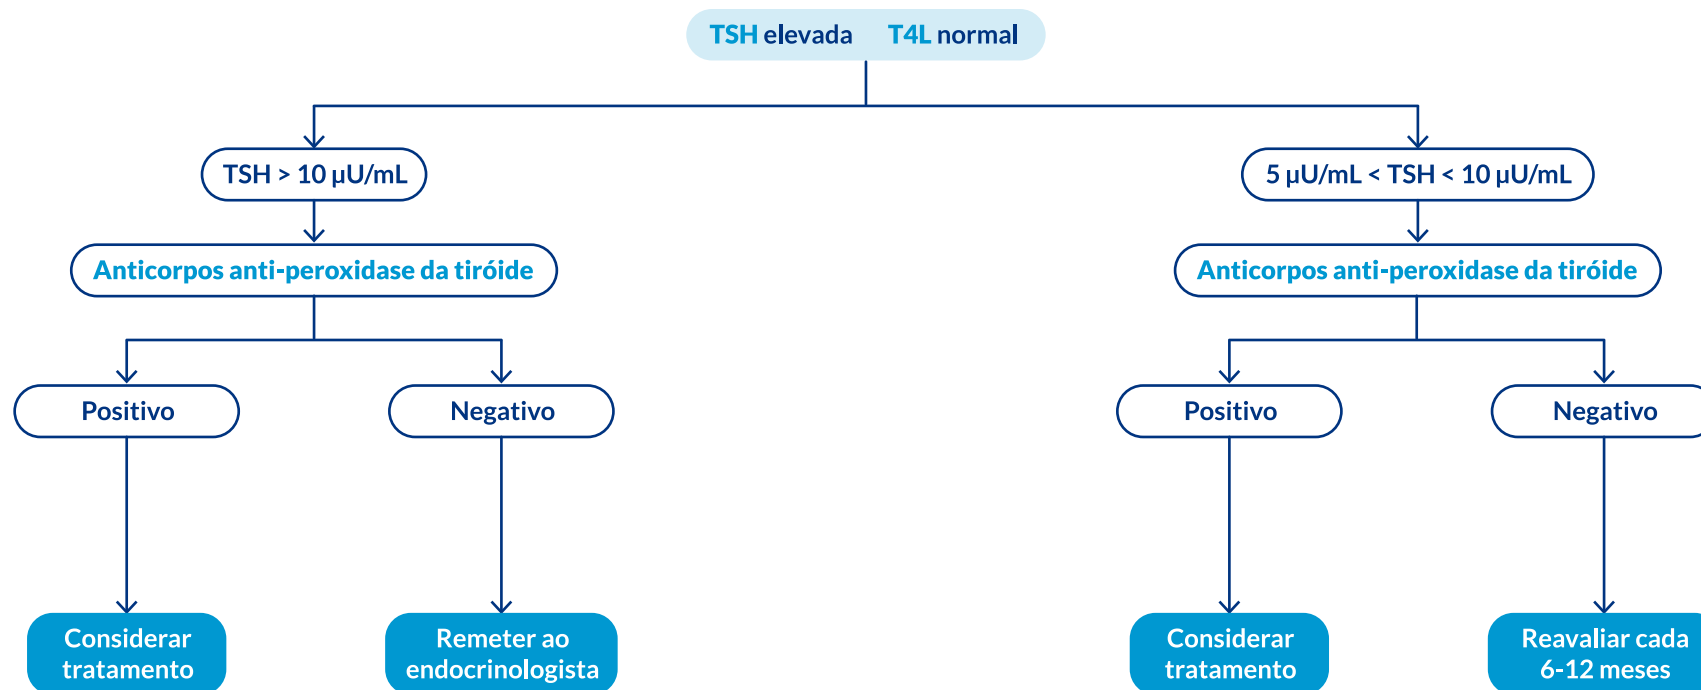 TSH elevada T4L normal
TSH > 10 µU/mL
5 µU/mL < TSH < 10 µU/mL
Anticorpos anti-peroxidase da tiróide
Anticorpos anti-peroxidase da tiróide
Positivo
Negativo
Positivo
Negativo
Considerar
tratamento
Remeter ao
endocrinologista
Considerar
tratamento
Reavaliar cada
6-12 meses